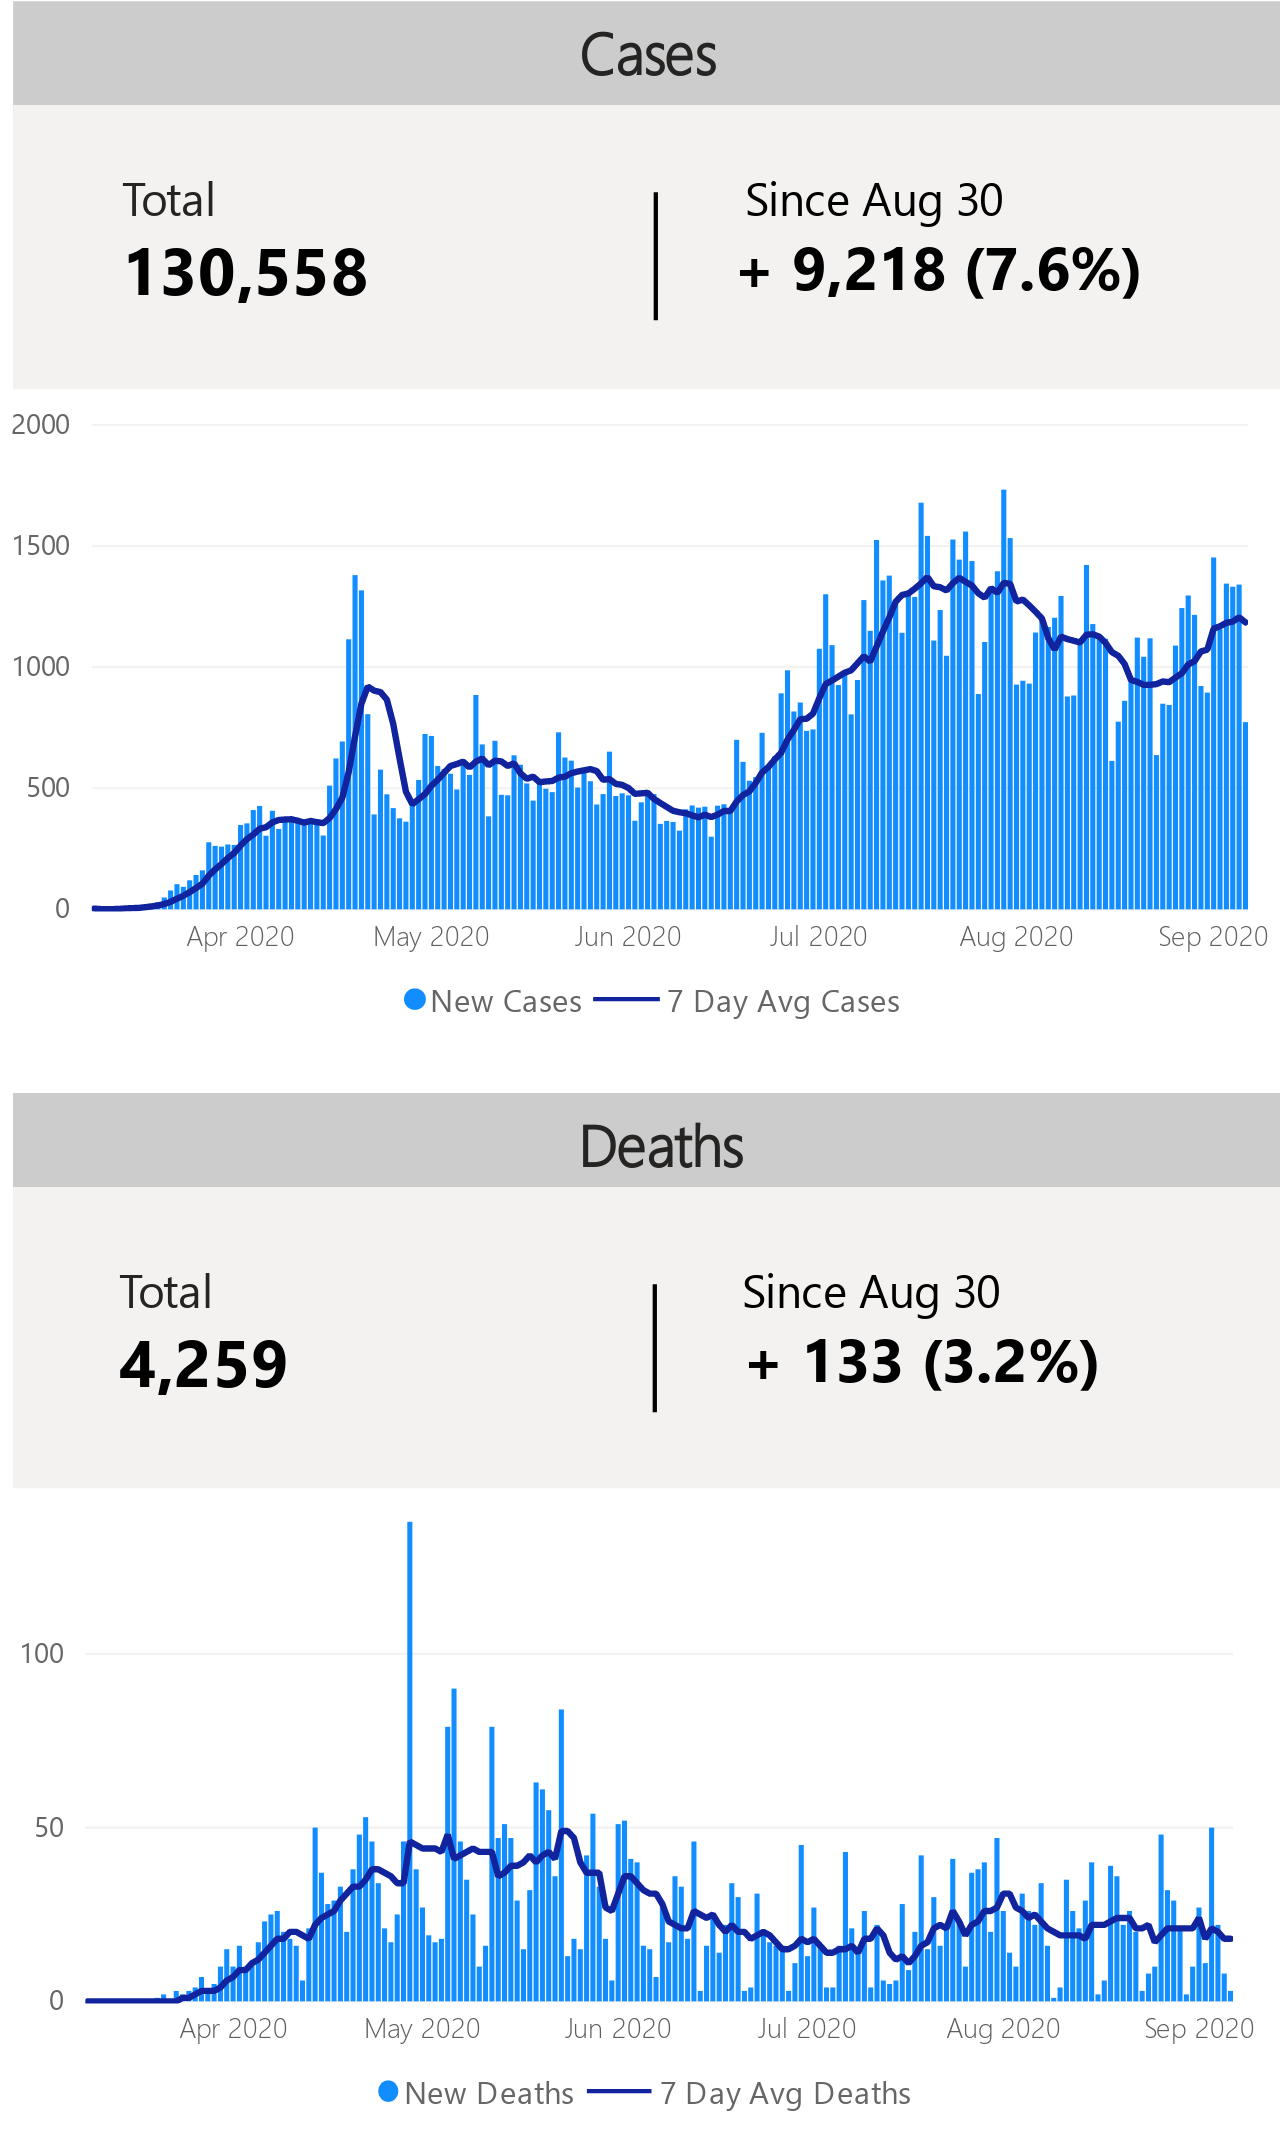 Cases
Total
Since Aug 30
130,558
+ 9,218 (7.6%)
2000
1500
1000
500
0
Apr 2020
May 2020
Jun 2020
Jul 2020
Aug 2020
Sep 2020
New Cases
7 Day Avg Cases
Deaths
Total
Since Aug 30
4,259
+ 133 (3.2%)
100
50
0
Apr 2020
May 2020
Jun 2020
Jul 2020
Aug 2020
Sep 2020
New Deaths
7 Day Avg Deaths